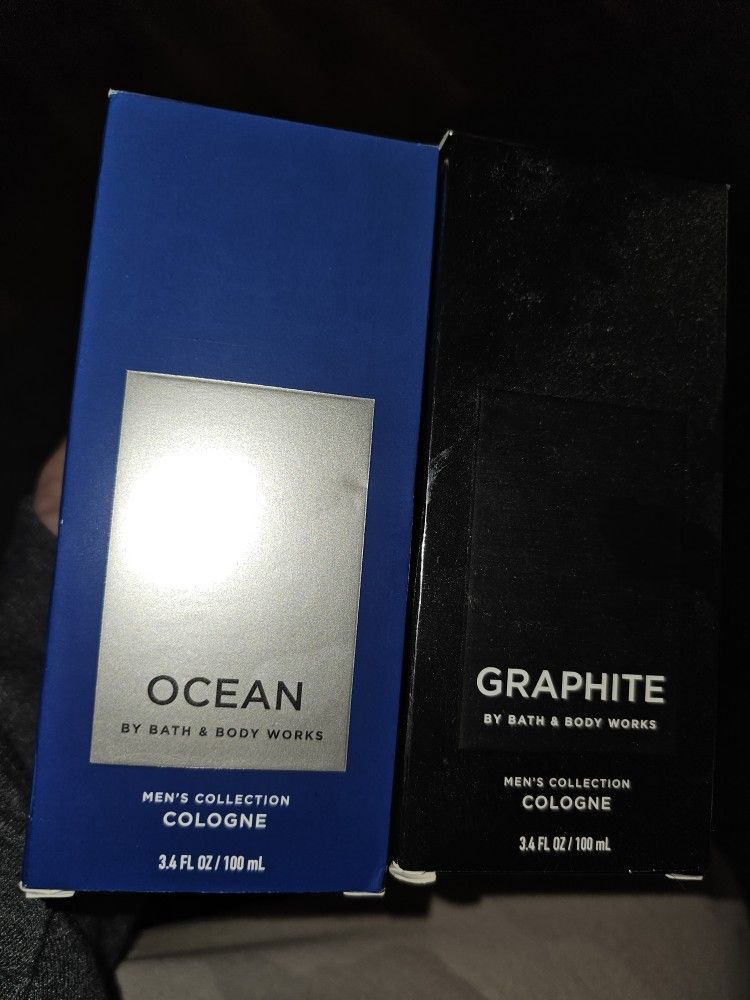 OCEAN
BY BATH & BODY WORKS
MEN'S COLLECTION
COLOGNE
3.4 FL OZ / 100 mL
GRAPHITE
BY BATH & BODY WORKS
MEN'S COLLECTION
COLOGNE
3.4 FL OZ / 100 mL